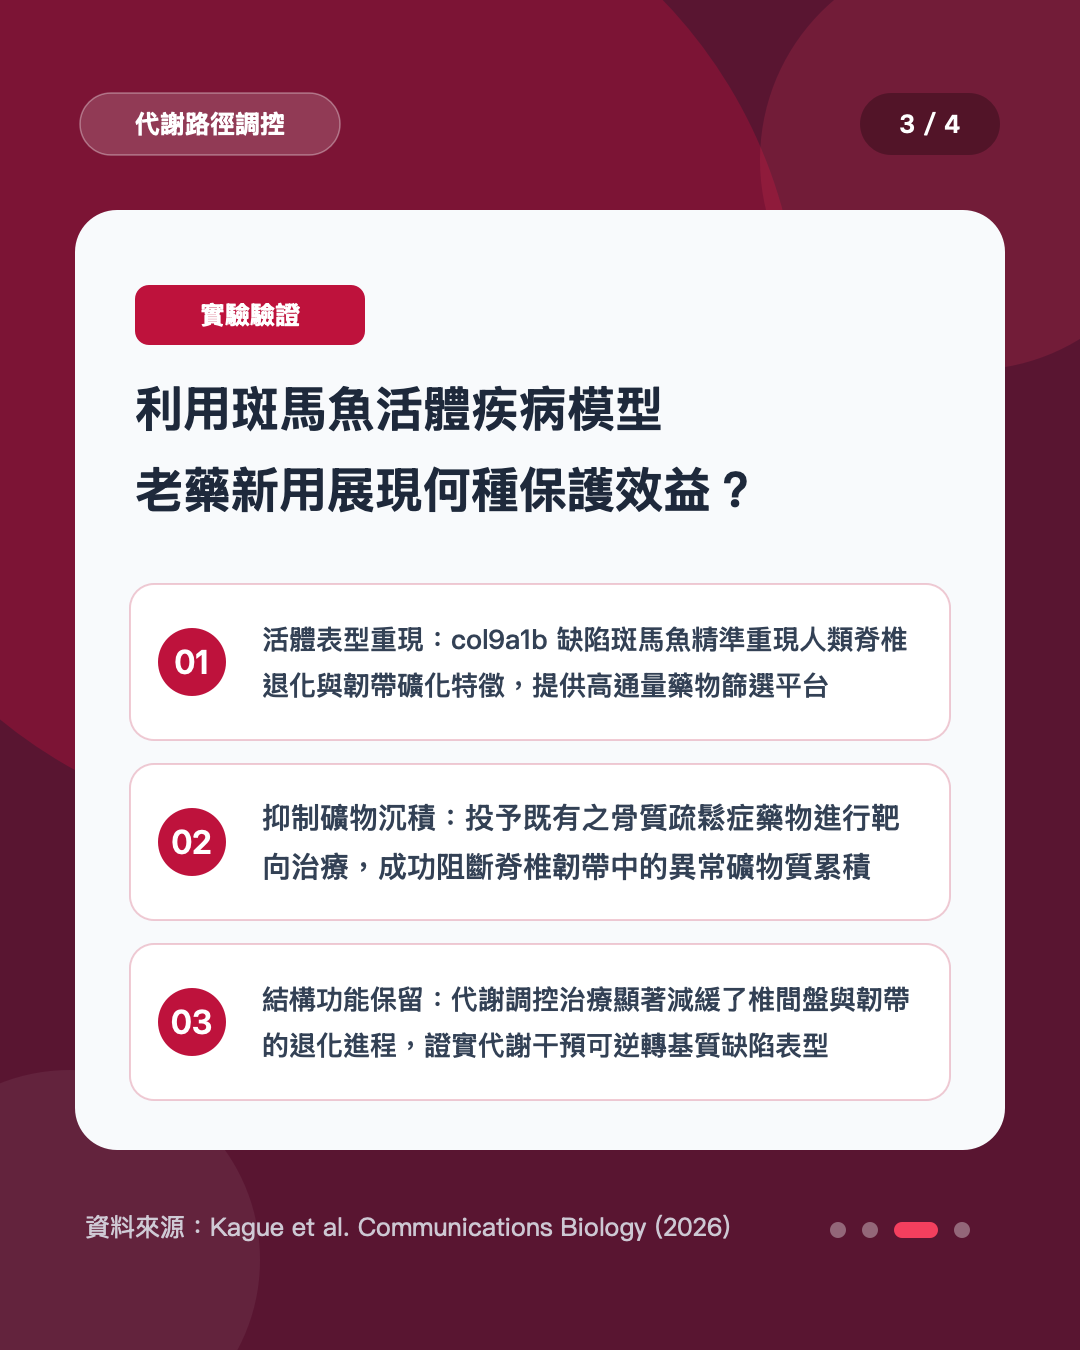 代謝路徑調控
3 / 4
實驗驗證
利用斑馬魚活體疾病模型
老藥新用展現何種保護效益？
01
活體表型重現：col9a1b 缺陷斑馬魚精準重現人類脊椎
退化與韌帶礦化特徵，提供高通量藥物篩選平台
02
抑制礦物沉積：投予既有之骨質疏鬆症藥物進行靶
向治療，成功阻斷脊椎韌帶中的異常礦物質累積
03
結構功能保留：代謝調控治療顯著減緩了椎間盤與韌帶
的退化進程，證實代謝干預可逆轉基質缺陷表型
資料來源：Kague et al. Communications Biology (2026)